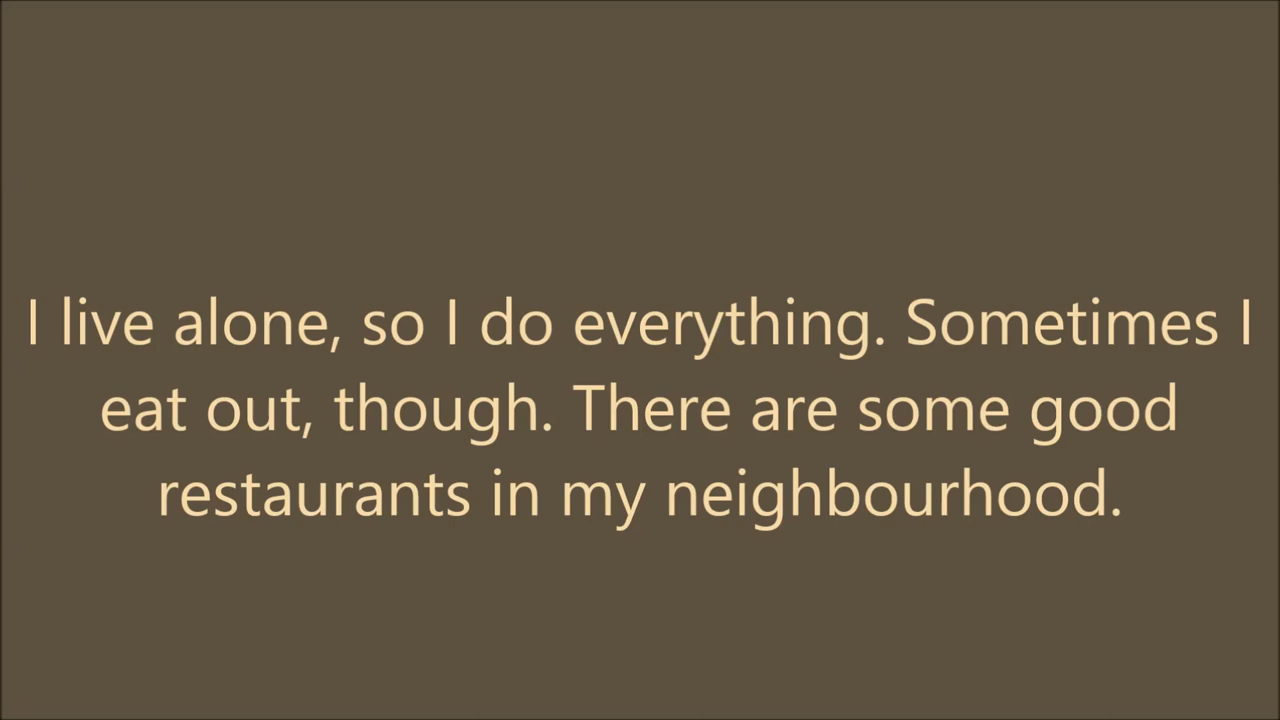 I live alone, so I do everything. Sometimes I
eat out, though. There are some good
restaurants in my neighbourhood.